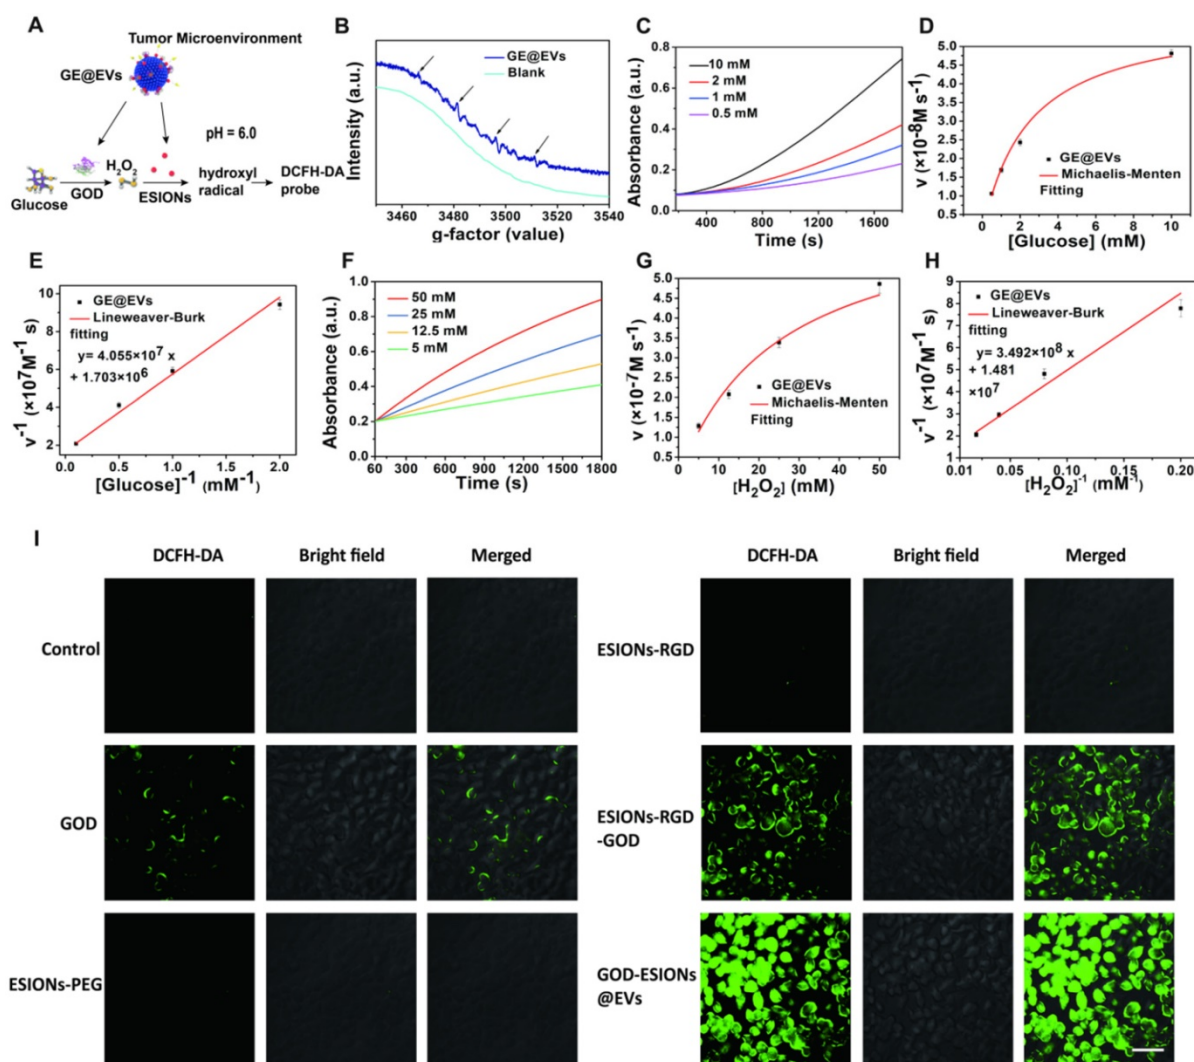 A
Tumor Microenvironment
GE@EVs
pH = 6.0
H2O2
Glucose
GOD
ESIONs
hydroxyl
radical
DCFH-DA
probe
B
Intensity (a.u.)
GE@EVs
Blank
3460 3480 3500 3520 3540
g-factor (value)
C
Absorbance (a.u.)
0.8
0.6
0.4
0.2
0.0
10 mM
2 mM
1 mM
0.5 mM
400 800 1200 1600
Time (s)
D
v (×10-8M s-1)
5.0
4.5
4.0
3.5
3.0
2.5
2.0
1.5
1.0
0.5
GE@EVs
Michaelis-Menten
Fitting
0 2 4 6 8 10
[Glucose] (mM)
E
v-1 (×107M-1 s)
10
8
6
4
2
GE@EVs
Lineweaver-Burk
fitting
y= 4.055×107 x
+ 1.703×106
0.0 0.5 1.0 1.5 2.0
[Glucose]-1 (mM-1)
F
Absorbance (a.u.)
1.0
0.8
0.6
0.4
0.2
0.0
50 mM
25 mM
12.5 mM
5 mM
60 300 600 900 1200 1500 1800
Time (s)
G
v (×10-7M s-1)
5.0
4.5
4.0
3.5
3.0
2.5
2.0
1.5
1.0
0.5
GE@EVs
Michaelis-Menten
Fitting
0 10 20 30 40 50
[H2O2] (mM)
H
v-1 (×107M-1 s)
10
8
6
4
2
0
GE@EVs
Lineweaver-Burk
fitting
y= 3.492×108 x
+ 1.481
×107
0.01 0.05 0.10 0.15 0.20
[H2O2]-1 (mM-1)
I
DCFH-DA Bright field Merged
DCFH-DA Bright field Merged
Control
ESIONs-RGD
GOD
ESIONs-RGD
-GOD
ESIONs-PEG
GOD-ESIONs
@EVs